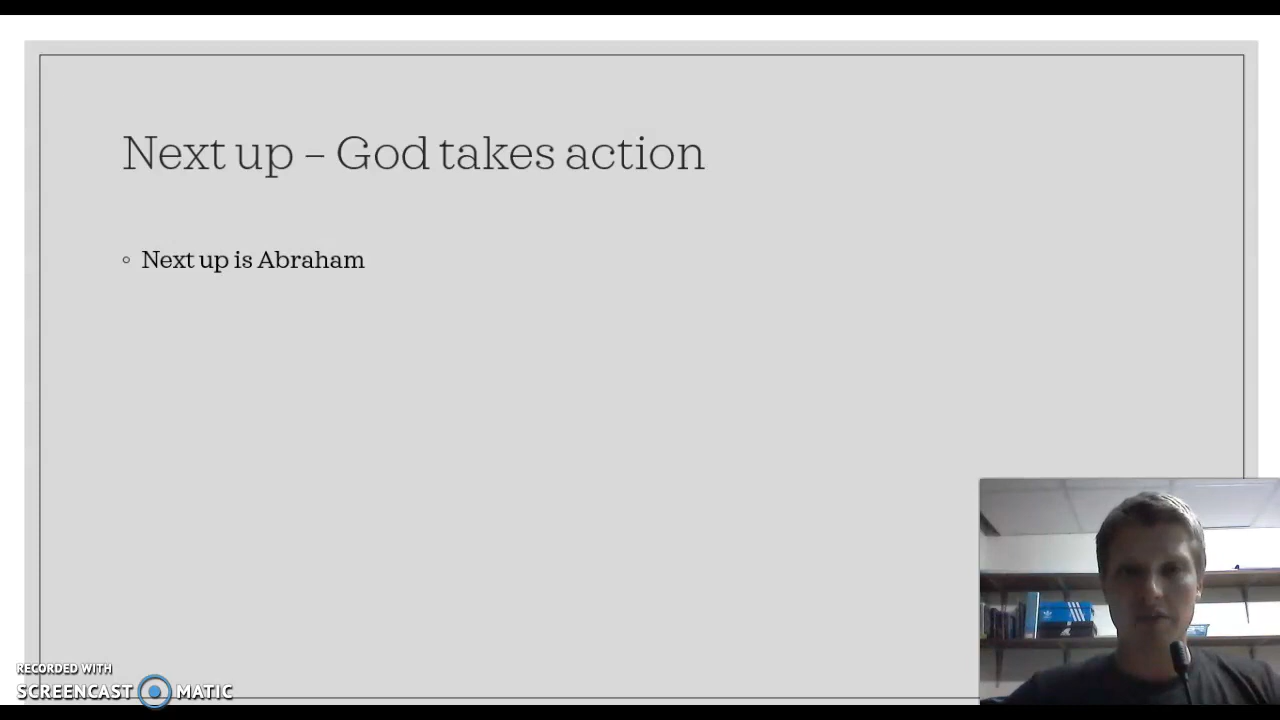 Next up – God takes action
◦ Next up is Abraham
RECORDED WITH
SCREENCAST MATIC